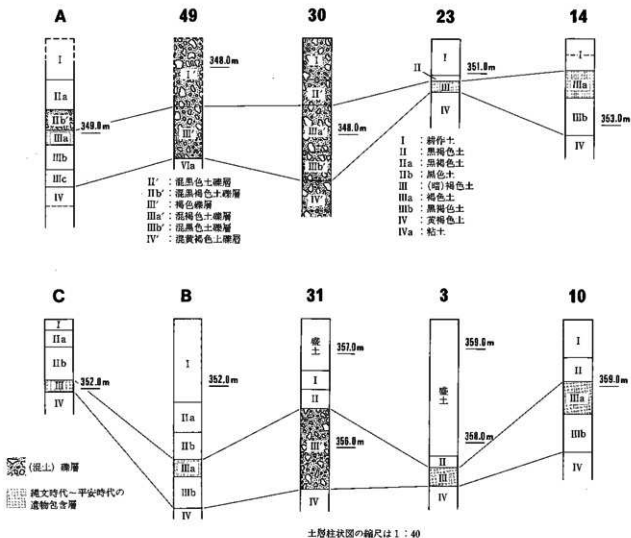 A 49 30 23 14
I
IIa
IIb'
IIIa
IIIb
IIIc
IV
349.0m
I'
III'
VIa
348.0m
I'
II'
IIIa'
IIIb'
IV'
348.0m
I
II
III
IV
351.0m
I
IIIa
IIIb
IV
353.0m
II' : 混黒色土礫層
IIb' : 混黒褐色土礫層
III' : 褐色礫層
IIIa' : 混褐色土礫層
IIIb' : 混黒色土礫層
IV' : 混黄褐色土礫層
I : 耕作土
II : 黒褐色土
IIa : 黒褐色土
IIb : 黒色土
III : (暗)褐色土
IIIa : 褐色土
IIIb : 黒褐色土
IV : 黄褐色土
IVa : 粘土
C B 31 3 10
I
IIa
IIb
III
IV
352.0m
I
IIa
IIb
IIIa
IIIb
IV
352.0m
盛土
I
II
III'
IV
357.0m
356.0m
盛土
II
III
IV
359.0m
358.0m
I
II
IIIa
IIIb
IV
359.0m
(混土) 礫層
縄文時代〜平安時代の
遺物包含層
土層柱状図の縮尺は1:40